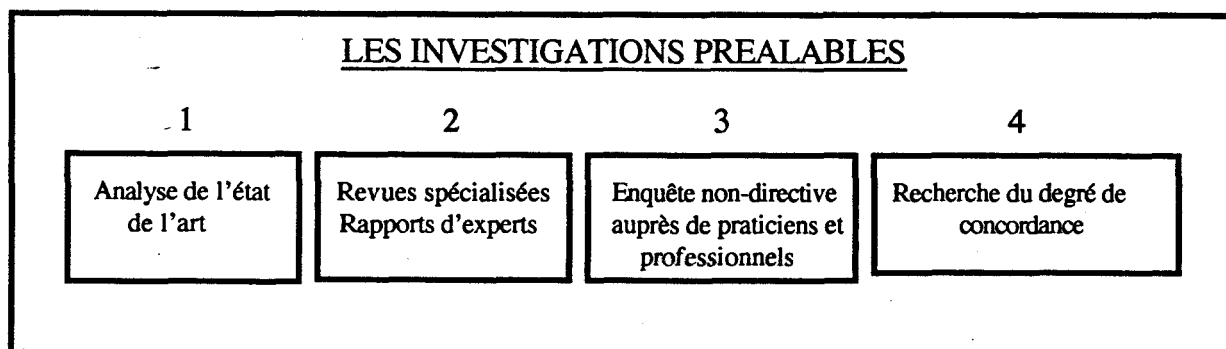 LES INVESTIGATIONS PREALABLES
1 2 3 4
Analyse de l'état
de l'art
Revues spécialisées
Rapports d'experts
Enquête non-directive
auprès de praticiens et
professionnels
Recherche du degré de
concordance